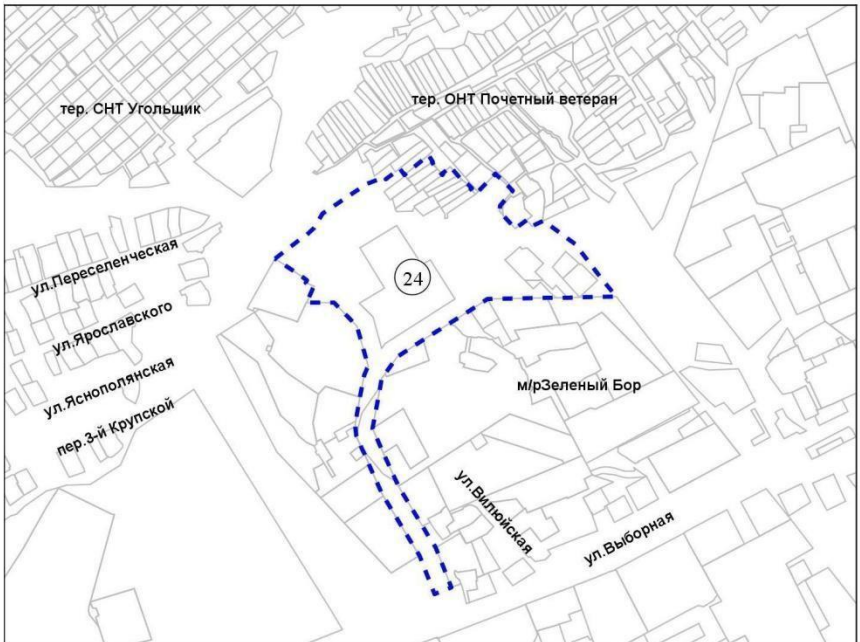 тер. СНТ Угольщик
тер. ОНТ Почетный ветеран
ул.Переселенческая
24
ул.Ярославского
ул.Яснополянская
м/рЗеленый Бор
пер.3-й Крупской
ул.Вилюйская
ул.Выборная